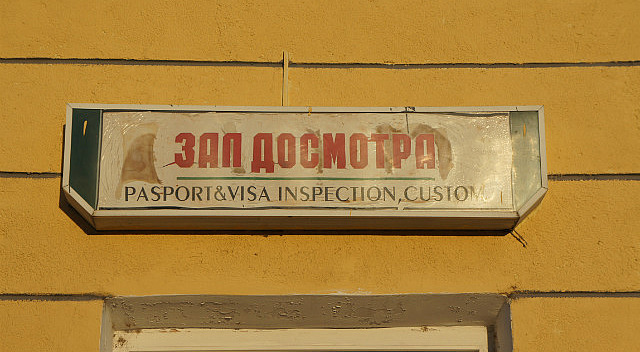 ЗАЛ ДОСМОТРА
PASPORT&VISA INSPECTION, CUSTOM